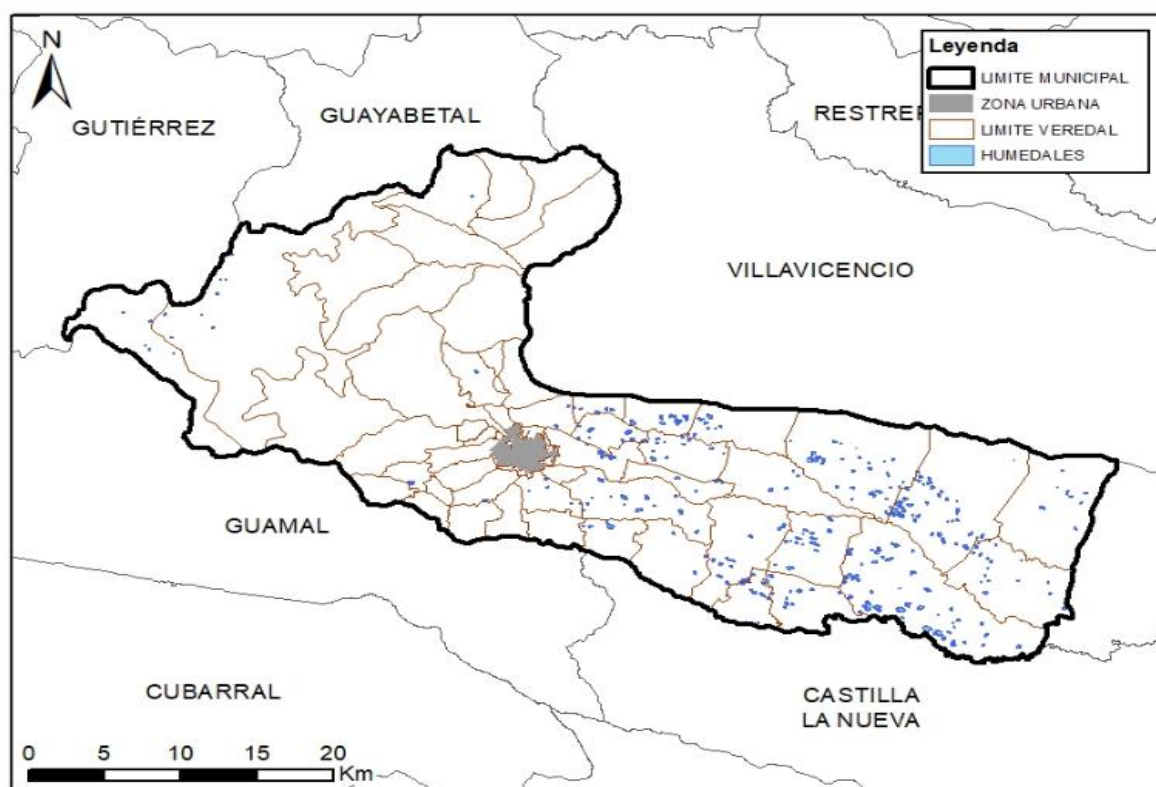 N
Leyenda
LIMITE MUNICIPAL
ZONA URBANA
LIMITE VEREDAL
HUMEDALES
GUTIÉRREZ
GUAYABETAL
RESTRE
VILLAVICENCIO
GUAMAL
CUBARRAL
CASTILLA
LA NUEVA
0 5 10 15 20
Km